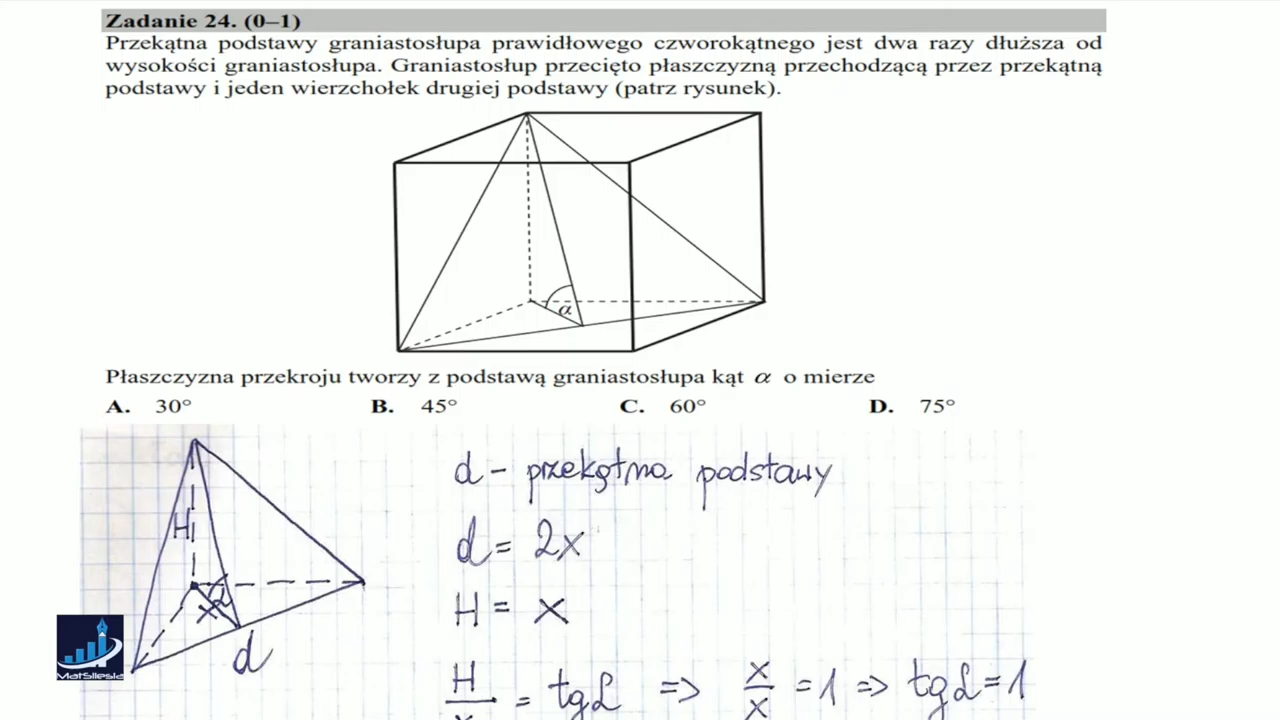 Zadanie 24. (0–1)
Przekątna podstawy graniastosłupa prawidłowego czworokątnego jest dwa razy dłuższa od
wysokości graniastosłupa. Graniastosłup przecięto płaszczyzną przechodzącą przez przekątną
podstawy i jeden wierzchołek drugiej podstawy (patrz rysunek).
α
Płaszczyzna przekroju tworzy z podstawą graniastosłupa kąt α o mierze
A. 30° B. 45° C. 60° D. 75°
H
x α
d
d - przekątna podstawy
d = 2x
H = x
H/x = tg α => x/x = 1 => tg α = 1
MatSilesia